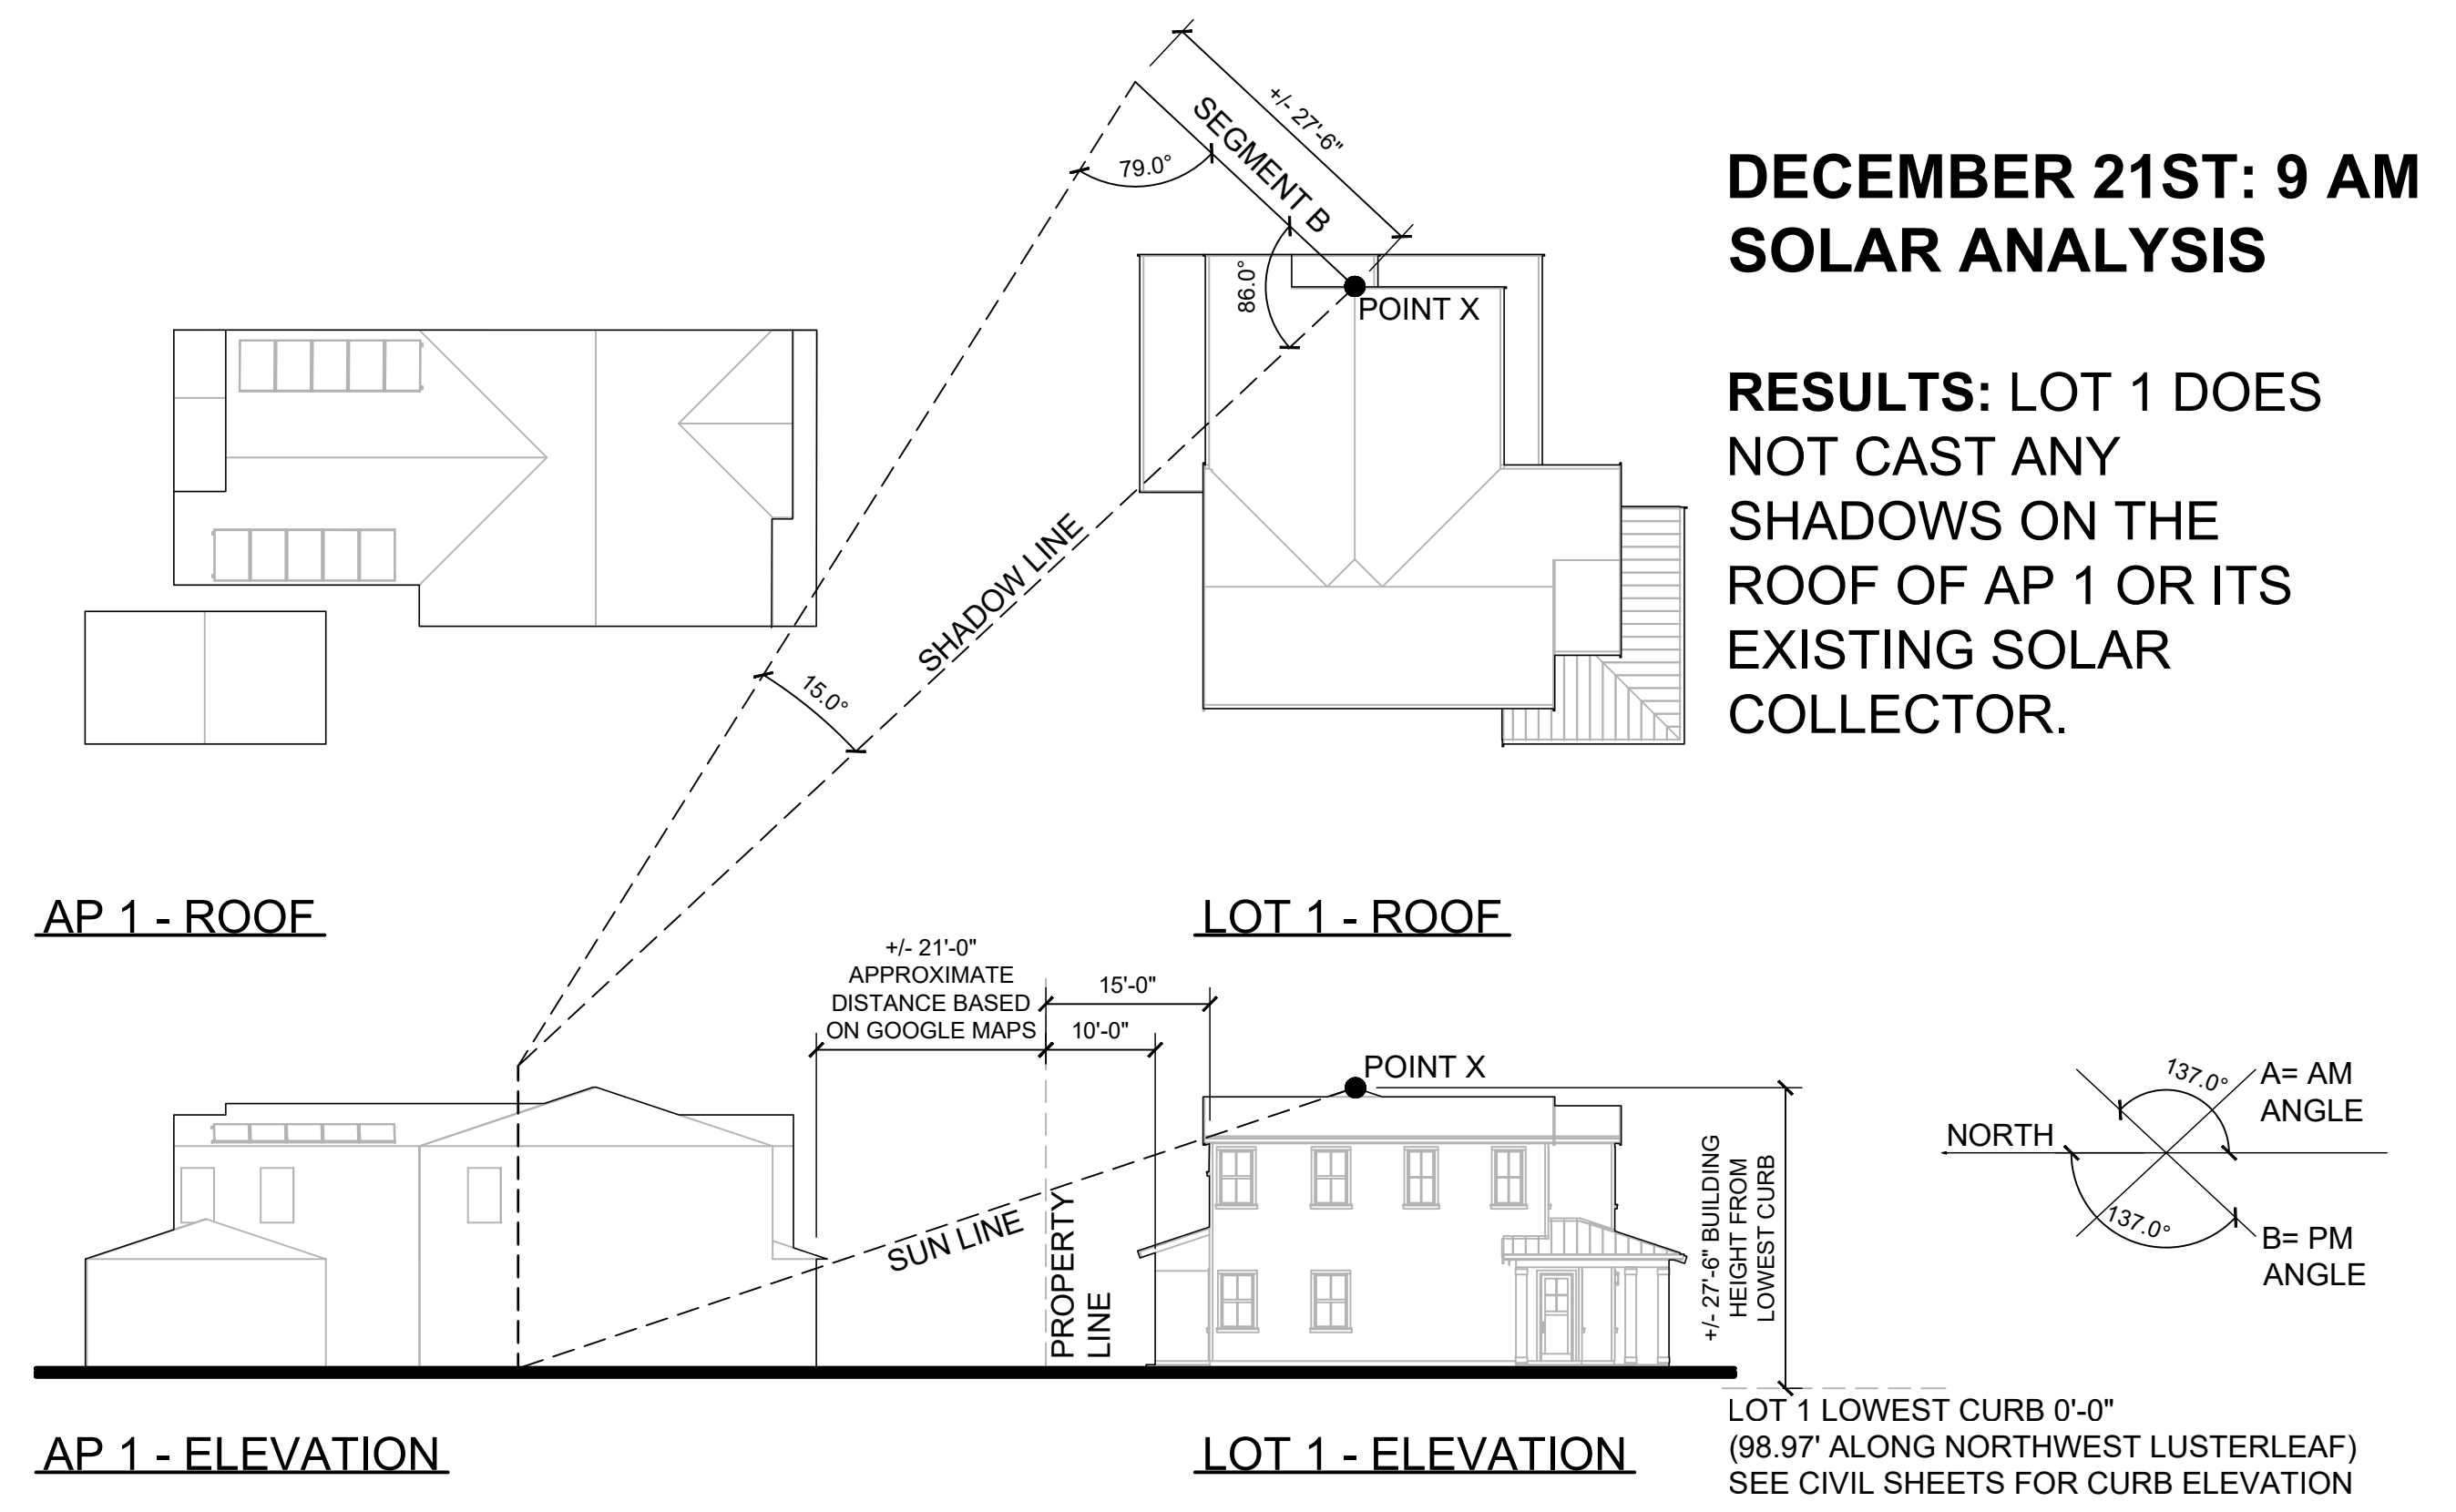 +/- 27'-6"
SEGMENT B
79.0°
86.0°
POINT X
SHADOW LINE
15.0°
DECEMBER 21ST: 9 AM
SOLAR ANALYSIS
RESULTS: LOT 1 DOES
NOT CAST ANY
SHADOWS ON THE
ROOF OF AP 1 OR ITS
EXISTING SOLAR
COLLECTOR.
AP 1 - ROOF
LOT 1 - ROOF
+/- 21'-0"
APPROXIMATE
DISTANCE BASED
ON GOOGLE MAPS
15'-0"
10'-0"
POINT X
SUN LINE
PROPERTY
LINE
+/- 27'-6" BUILDING
HEIGHT FROM
LOWEST CURB
NORTH
137.0°
A= AM
ANGLE
137.0°
B= PM
ANGLE
AP 1 - ELEVATION
LOT 1 - ELEVATION
LOT 1 LOWEST CURB 0'-0"
(98.97' ALONG NORTHWEST LUSTERLEAF)
SEE CIVIL SHEETS FOR CURB ELEVATION